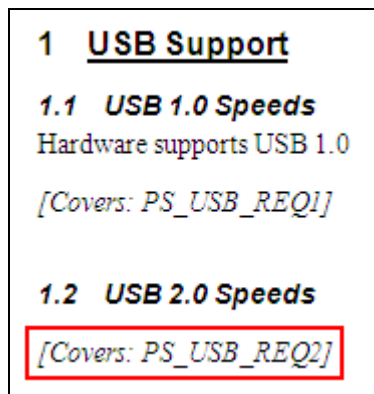 1 USB Support
1.1 USB 1.0 Speeds
Hardware supports USB 1.0
[Covers: PS_USB_REQ1]
1.2 USB 2.0 Speeds
[Covers: PS_USB_REQ2]